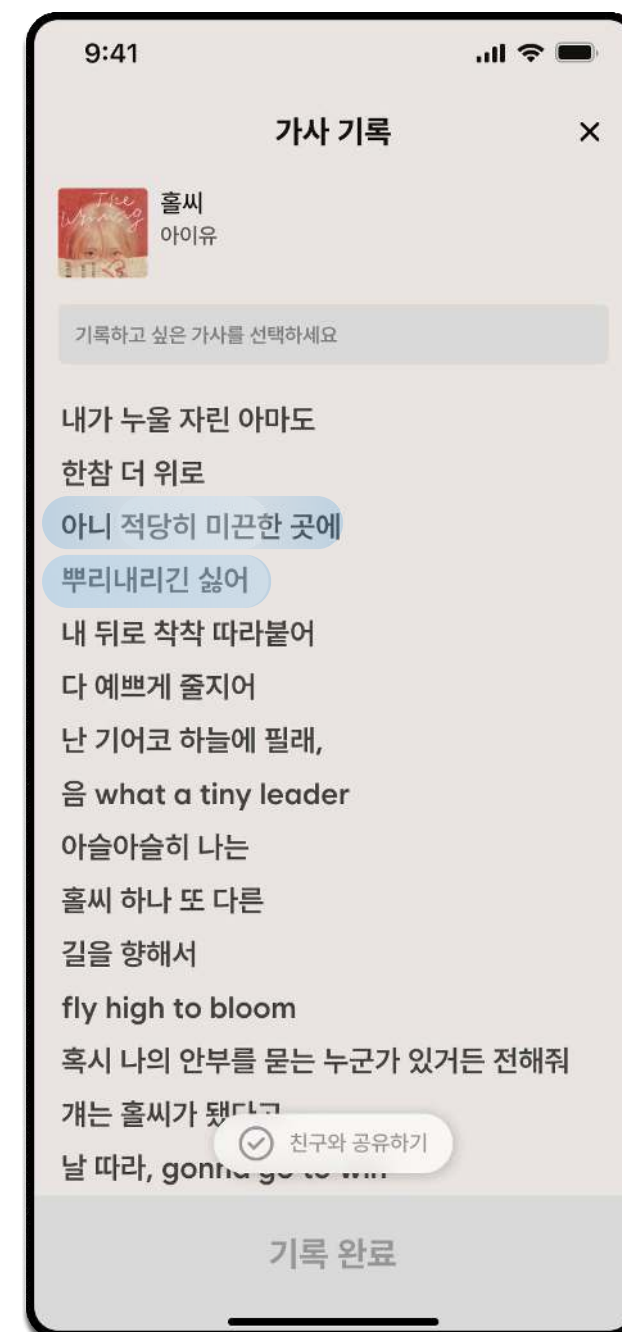 9:41
가사 기록
The Winning
홀씨
아이유
기록하고 싶은 가사를 선택하세요
내가 누울 자린 아마도
한참 더 위로
아니 적당히 미끈한 곳에
뿌리내리긴 싫어
내 뒤로 착착 따라붙어
다 예쁘게 줄지어
난 기어코 하늘에 필래,
음 what a tiny leader
아슬아슬히 나는
홀씨 하나 또 다른
길을 향해서
fly high to bloom
혹시 나의 안부를 묻는 누군가 있거든 전해줘
걔는 홀씨가 됐다고
친구와 공유하기
날 따라, gonna go to win
기록 완료